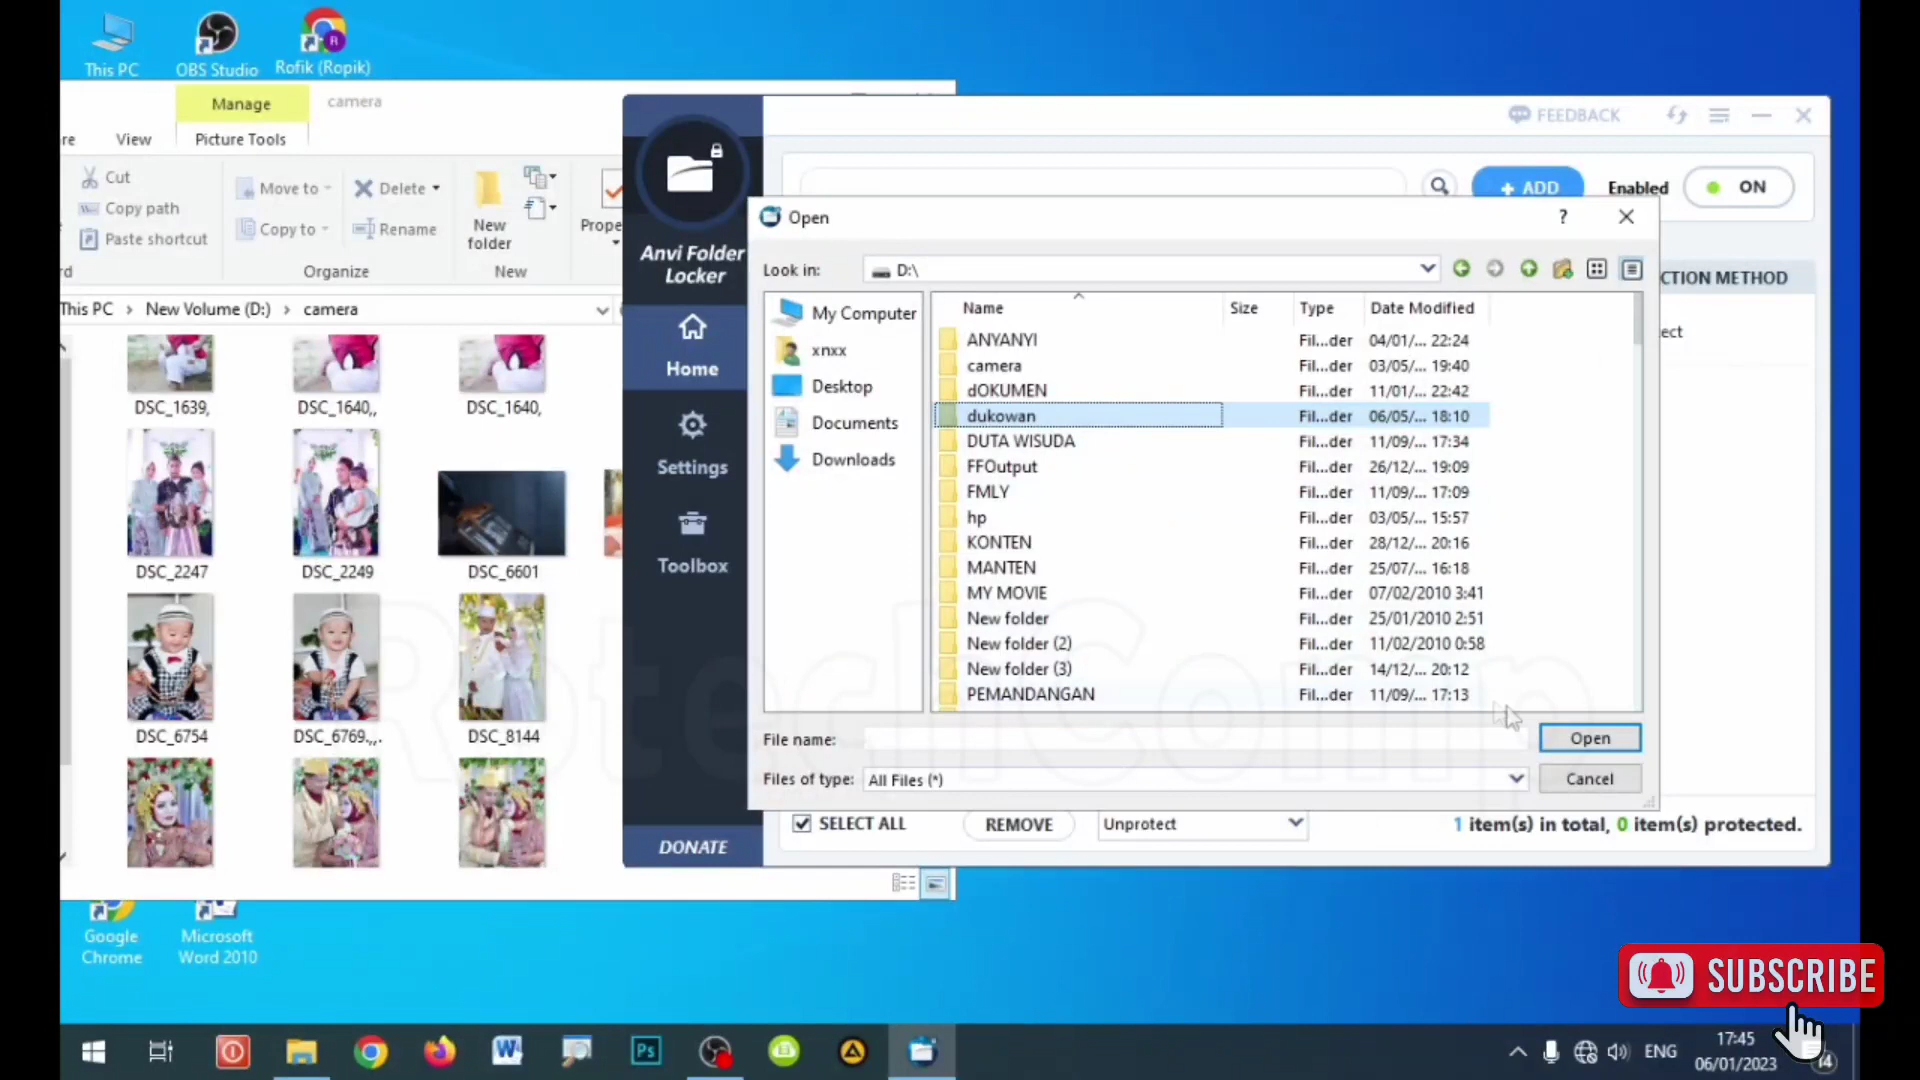 This PC
OBS Studio
Rofik (Ropik)
Manage
camera
re
View
Picture Tools
Cut
Copy path
Paste shortcut
rd
Move to
Copy to
Delete
Rename
Organize
New
folder
New
Prope
This PC > New Volume (D:) > camera
DSC_1639,
DSC_1640,,
DSC_1640,
DSC_2247
DSC_2249
DSC_6601
DSC_6754
DSC_6769.,,.
DSC_8144
Anvi Folder
Locker
Home
Settings
Toolbox
DONATE
FEEDBACK
+ ADD
Enabled
ON
CTION METHOD
ect
Open
?
Look in:
D:\
My Computer
xnxx
Desktop
Documents
Downloads
Name Size Type Date Modified
ANYANYI Fil...der 04/01/... 22:24
camera Fil...der 03/05/... 19:40
dOKUMEN Fil...der 11/01/... 22:42
dukowan Fil...der 06/05/... 18:10
DUTA WISUDA Fil...der 11/09/... 17:34
FFOutput Fil...der 26/12/... 19:09
FMLY Fil...der 11/09/... 17:09
hp Fil...der 03/05/... 15:57
KONTEN Fil...der 28/12/... 20:16
MANTEN Fil...der 25/07/... 16:18
MY MOVIE Fil...der 07/02/2010 3:41
New folder Fil...der 25/01/2010 2:51
New folder (2) Fil...der 11/02/2010 0:58
New folder (3) Fil...der 14/12/... 20:12
PEMANDANGAN Fil...der 11/09/... 17:13
File name:
Open
Files of type: All Files (*)
Cancel
SELECT ALL
REMOVE
Unprotect
1 item(s) in total, 0 item(s) protected.
RotechComp
Google
Chrome
Microsoft
Word 2010
SUBSCRIBE
W
Ps
ENG
17:45
06/01/2023
14